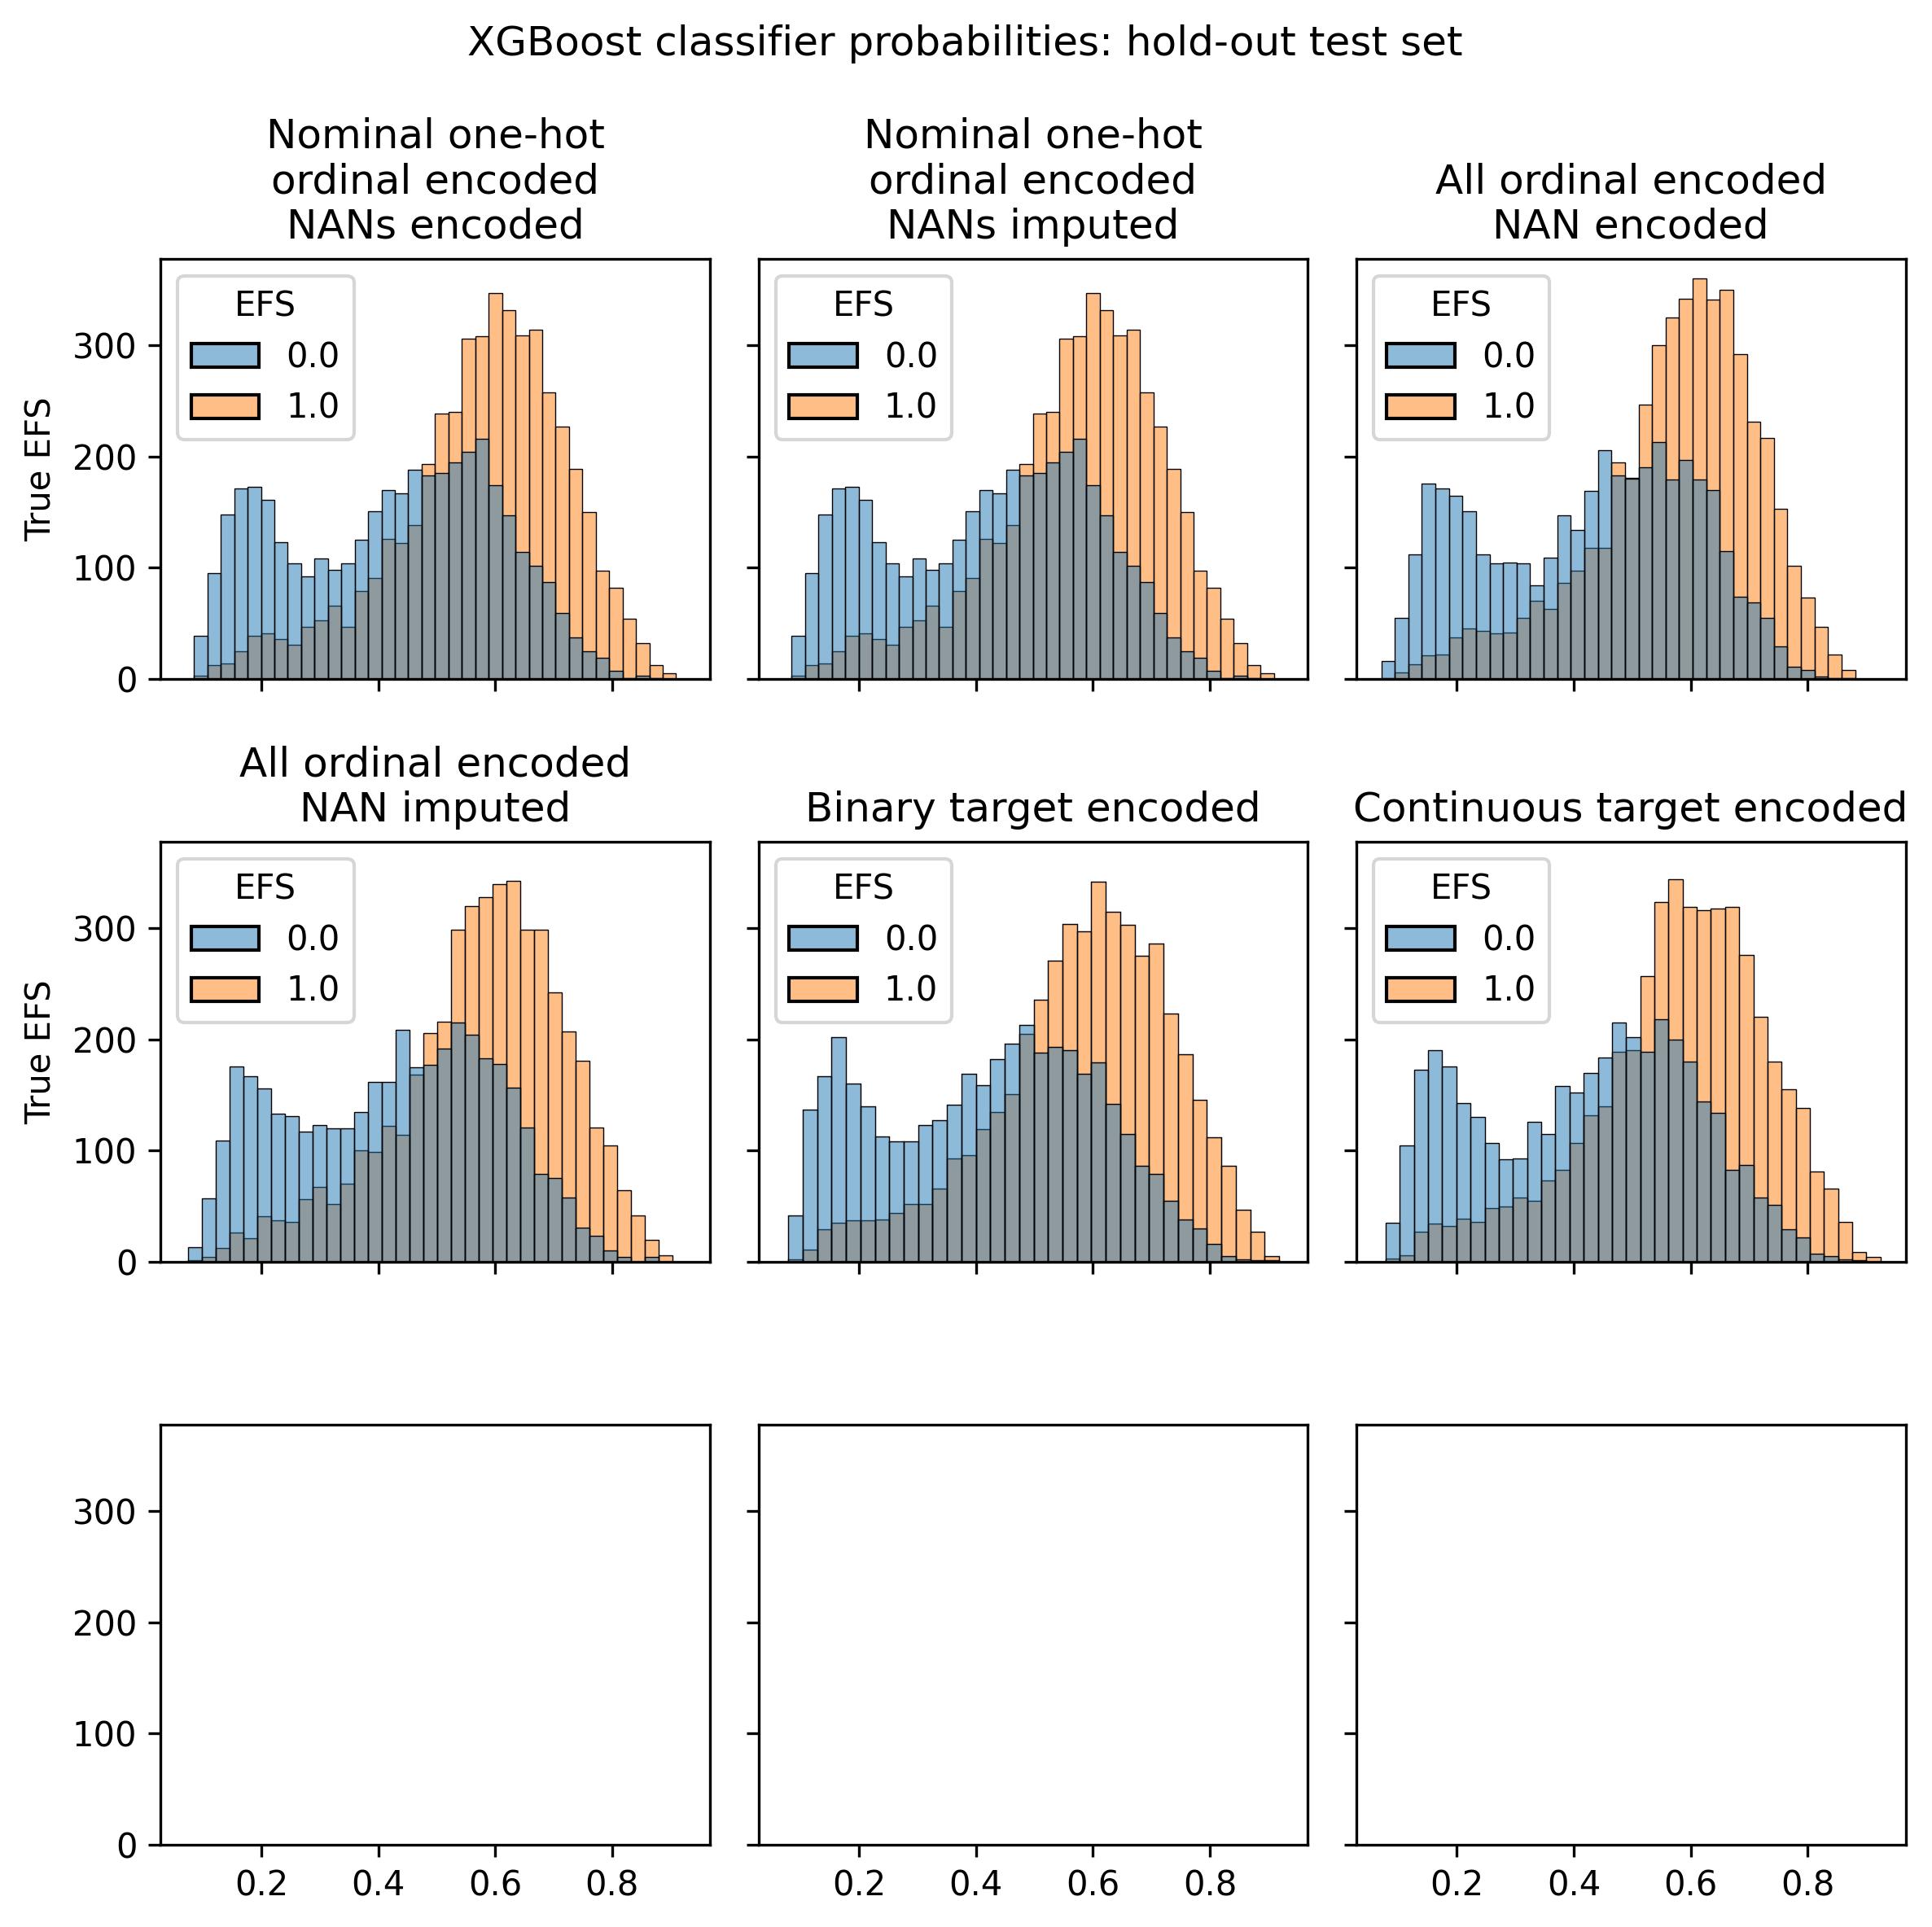 XGBoost classifier probabilities: hold-out test set
Nominal one-hot
ordinal encoded
NANs encoded
Nominal one-hot
ordinal encoded
NANs imputed
All ordinal encoded
NAN encoded
True EFS
300
200
100
0
EFS
0.0
1.0
EFS
0.0
1.0
EFS
0.0
1.0
All ordinal encoded
NAN imputed
Binary target encoded
Continuous target encoded
True EFS
300
200
100
0
EFS
0.0
1.0
EFS
0.0
1.0
EFS
0.0
1.0
300
200
100
0
0.2 0.4 0.6 0.8
0.2 0.4 0.6 0.8
0.2 0.4 0.6 0.8